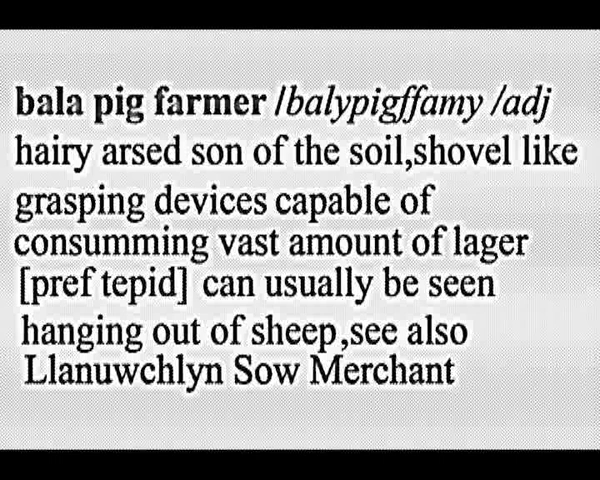 bala pig farmer /balypigffamy /adj
hairy arsed son of the soil,shovel like
grasping devices capable of
consumming vast amount of lager
[pref tepid] can usually be seen
hanging out of sheep,see also
Llanuwchlyn Sow Merchant